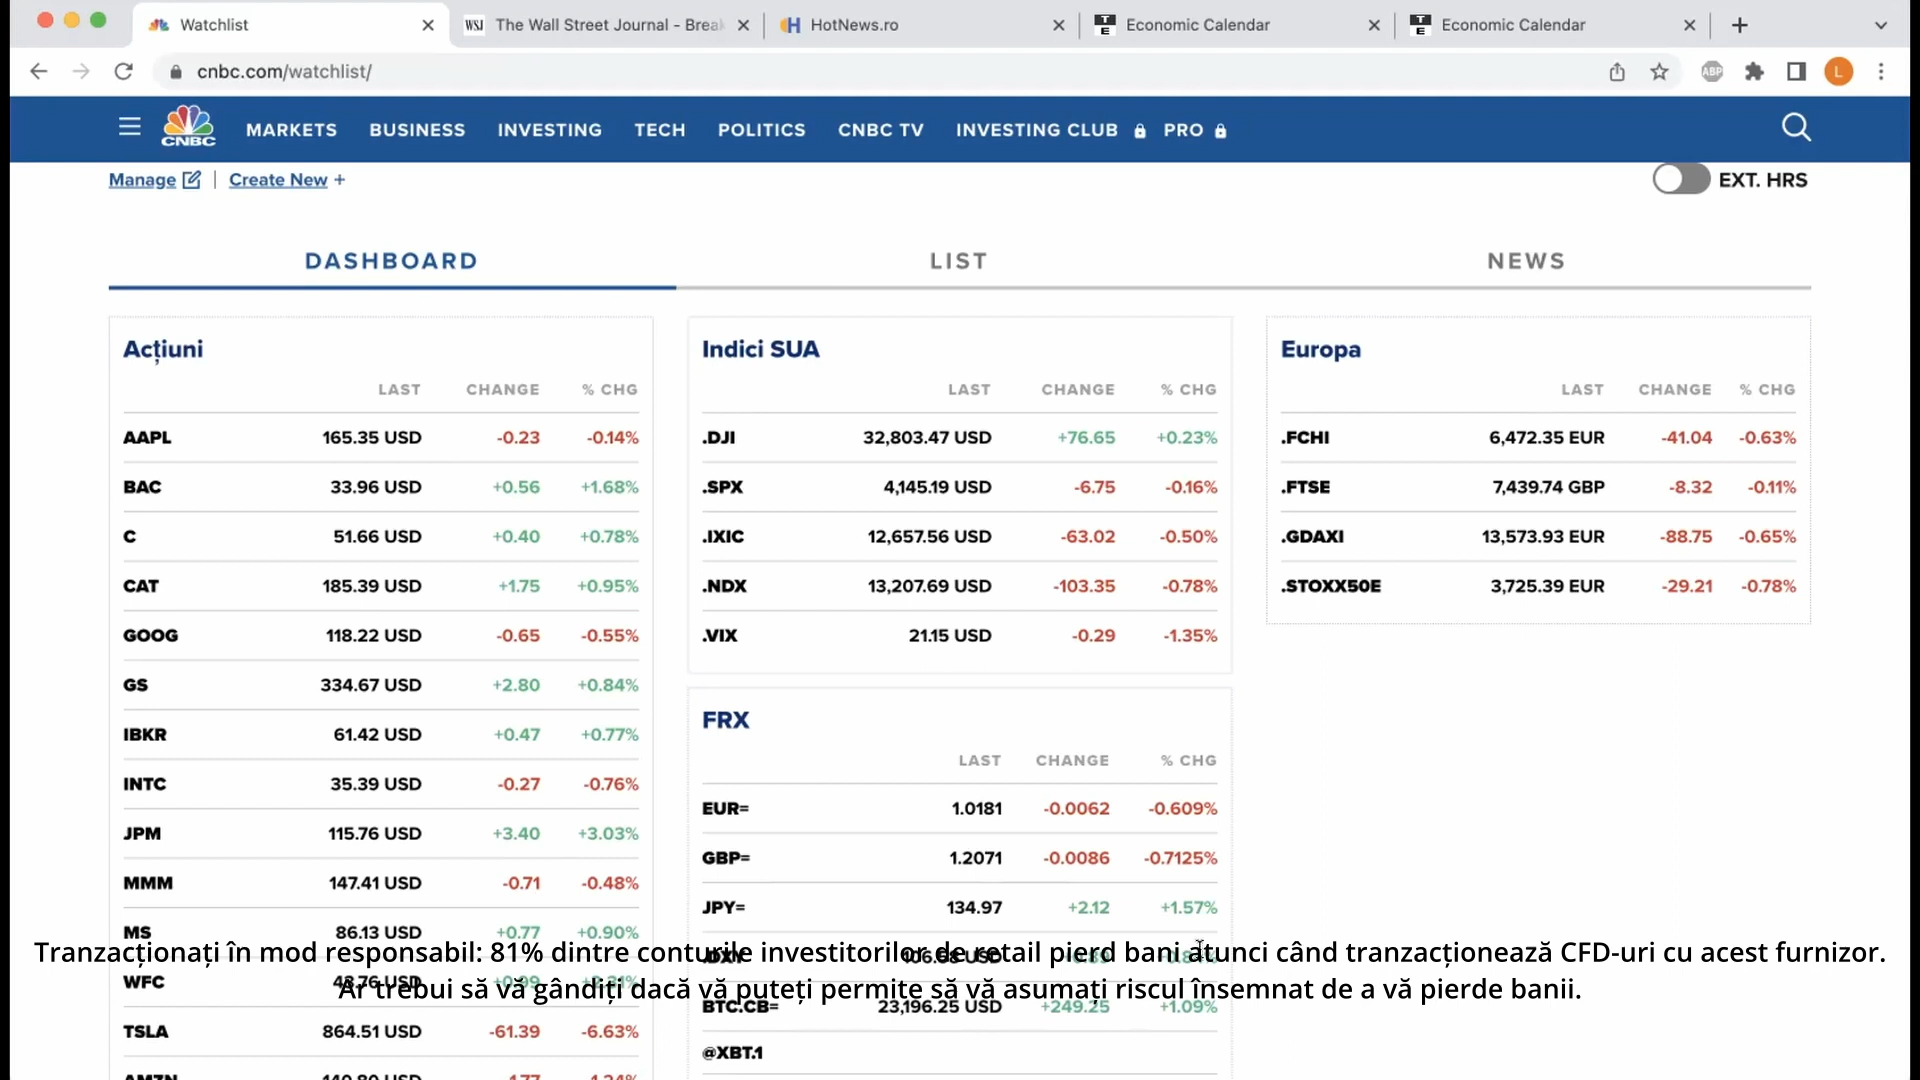 Watchlist
WSJ The Wall Street Journal - Break
HotNews.ro
TE Economic Calendar
TE Economic Calendar
cnbc.com/watchlist/
ABP
L
CNBC MARKETS BUSINESS INVESTING TECH POLITICS CNBC TV INVESTING CLUB PRO
Manage | Create New +
EXT. HRS
DASHBOARD LIST NEWS
Acțiuni
LAST CHANGE % CHG
AAPL 165.35 USD -0.23 -0.14%
BAC 33.96 USD +0.56 +1.68%
C 51.66 USD +0.40 +0.78%
CAT 185.39 USD +1.75 +0.95%
GOOG 118.22 USD -0.65 -0.55%
GS 334.67 USD +2.80 +0.84%
IBKR 61.42 USD +0.47 +0.77%
INTC 35.39 USD -0.27 -0.76%
JPM 115.76 USD +3.40 +3.03%
MMM 147.41 USD -0.71 -0.48%
MS 86.13 USD +0.77 +0.90%
WFC USD
TSLA 864.51 USD -61.39 -6.63%
Indici SUA
LAST CHANGE % CHG
.DJI 32,803.47 USD +76.65 +0.23%
.SPX 4,145.19 USD -6.75 -0.16%
.IXIC 12,657.56 USD -63.02 -0.50%
.NDX 13,207.69 USD -103.35 -0.78%
.VIX 21.15 USD -0.29 -1.35%
FRX
LAST CHANGE % CHG
EUR= 1.0181 -0.0062 -0.609%
GBP= 1.2071 -0.0086 -0.7125%
JPY= 134.97 +2.12 +1.57%
.DXY
BTC.CB= 23,196.25 USD +249.25 +1.09%
@XBT.1
Europa
LAST CHANGE % CHG
.FCHI 6,472.35 EUR -41.04 -0.63%
.FTSE 7,439.74 GBP -8.32 -0.11%
.GDAXI 13,573.93 EUR -88.75 -0.65%
.STOXX50E 3,725.39 EUR -29.21 -0.78%
Tranzacționați în mod responsabil: 81% dintre conturile investitorilor de retail pierd bani atunci când tranzacționează CFD-uri cu acest furnizor.
Ar trebui să vă gândiți dacă vă puteți permite să vă asumați riscul însemnat de a vă pierde banii.